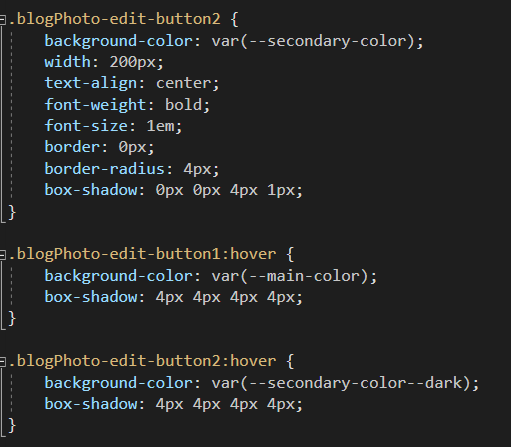 .blogPhoto-edit-button2 {
background-color: var(--secondary-color);
width: 200px;
text-align: center;
font-weight: bold;
font-size: 1em;
border: 0px;
border-radius: 4px;
box-shadow: 0px 0px 4px 1px;
}
.blogPhoto-edit-button1:hover {
background-color: var(--main-color);
box-shadow: 4px 4px 4px 4px;
}
.blogPhoto-edit-button2:hover {
background-color: var(--secondary-color--dark);
box-shadow: 4px 4px 4px 4px;
}